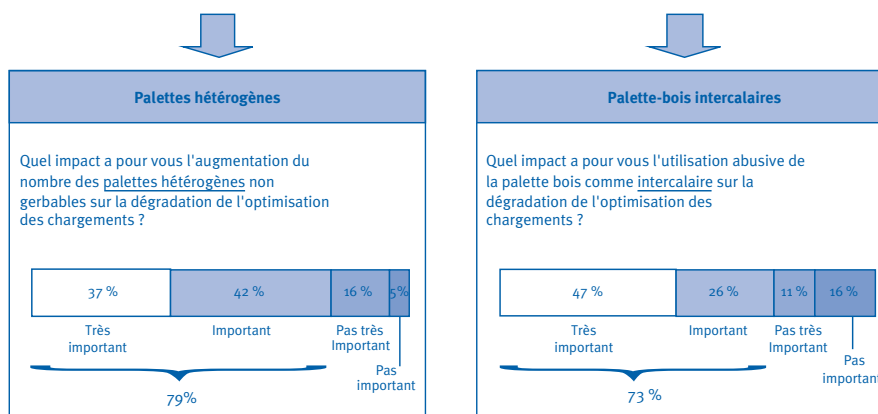 Palettes hétérogènes
Quel impact a pour vous l'augmentation du
nombre des palettes hétérogènes non
gerbables sur la dégradation de l'optimisation
des chargements ?
37 %
42 %
16 %
5%
Très
important
Important
Pas très
Important
Pas
important
79%
Palette-bois intercalaires
Quel impact a pour vous l'utilisation abusive de
la palette bois comme intercalaire sur la
dégradation de l'optimisation des
chargements ?
47 %
26 %
11 %
16 %
Très
important
Important
Pas très
Important
Pas
important
73 %